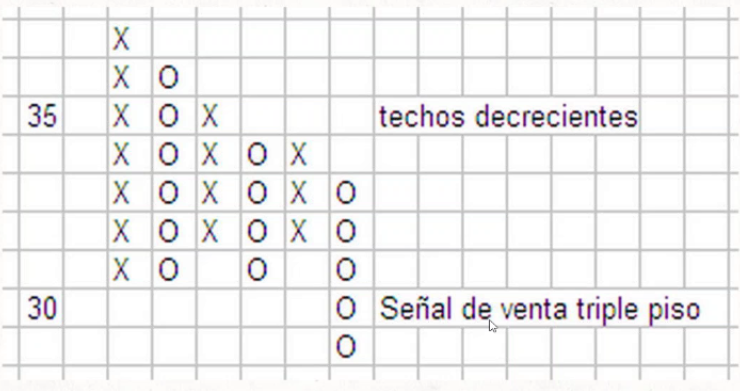 X
X O
35 X O X techos decrecientes
X O X O X
X O X O X O
X O X O X O
X O O O
30 O Señal de venta triple piso
O